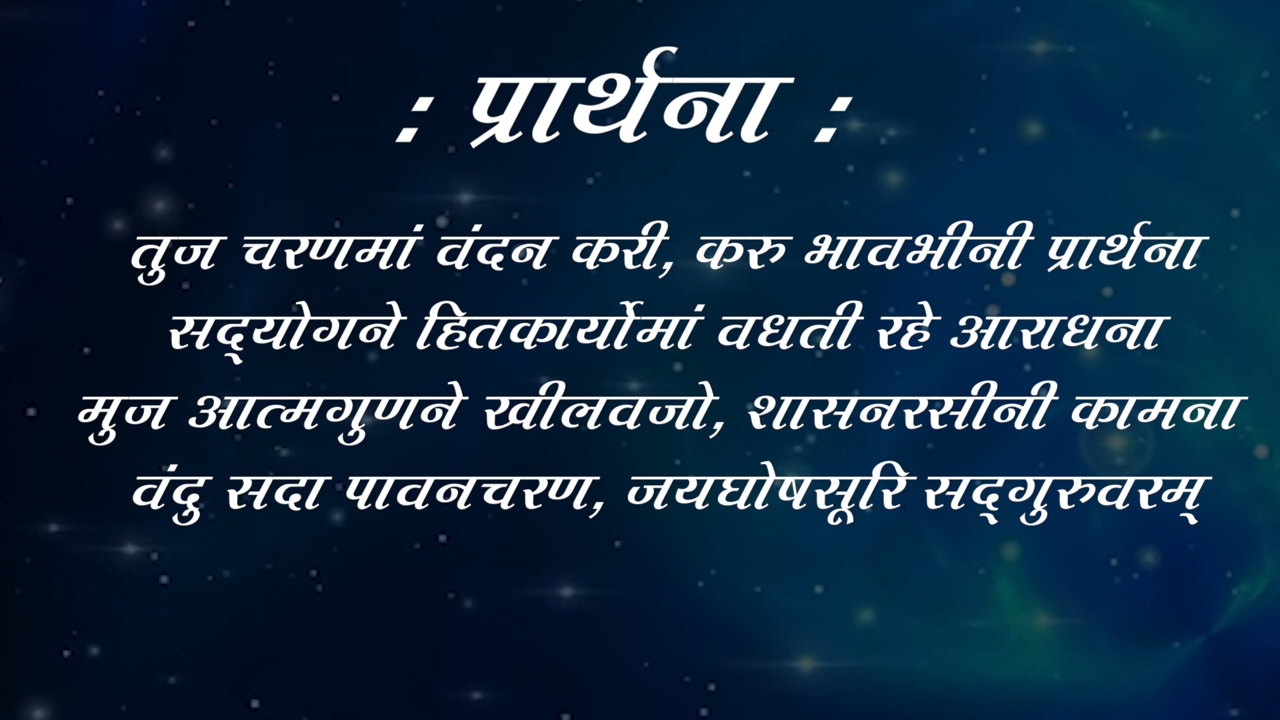 : प्रार्थना :
तुज चरणमां वंदन करी, करु भावभीनी प्रार्थना
सद्‌योगने हितकार्योमां वधती रहे आराधना
मुज आत्मगुणने खीलवजो, शासनरसीनी कामना
वंदु सदा पावनचरण, जयघोषसूरि सद्‌गुरुवरम्